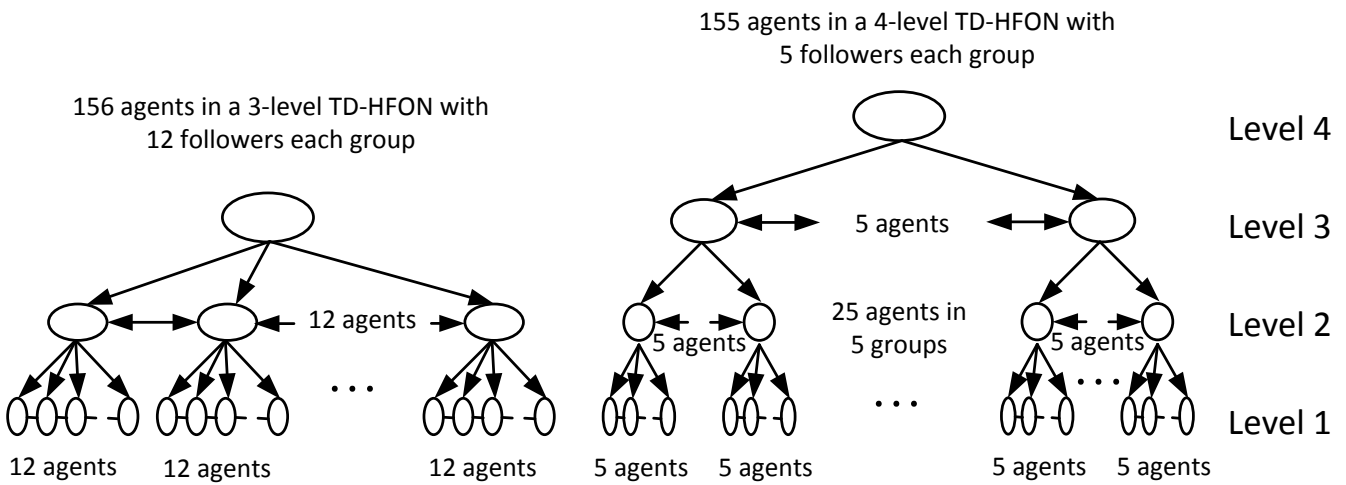 155 agents in a 4-level TD-HFON with
5 followers each group
156 agents in a 3-level TD-HFON with
12 followers each group
Level 4
5 agents
Level 3
12 agents
5 agents
25 agents in
5 groups
5 agents
Level 2
...
...
...
Level 1
12 agents
12 agents
12 agents
5 agents
5 agents
5 agents
5 agents